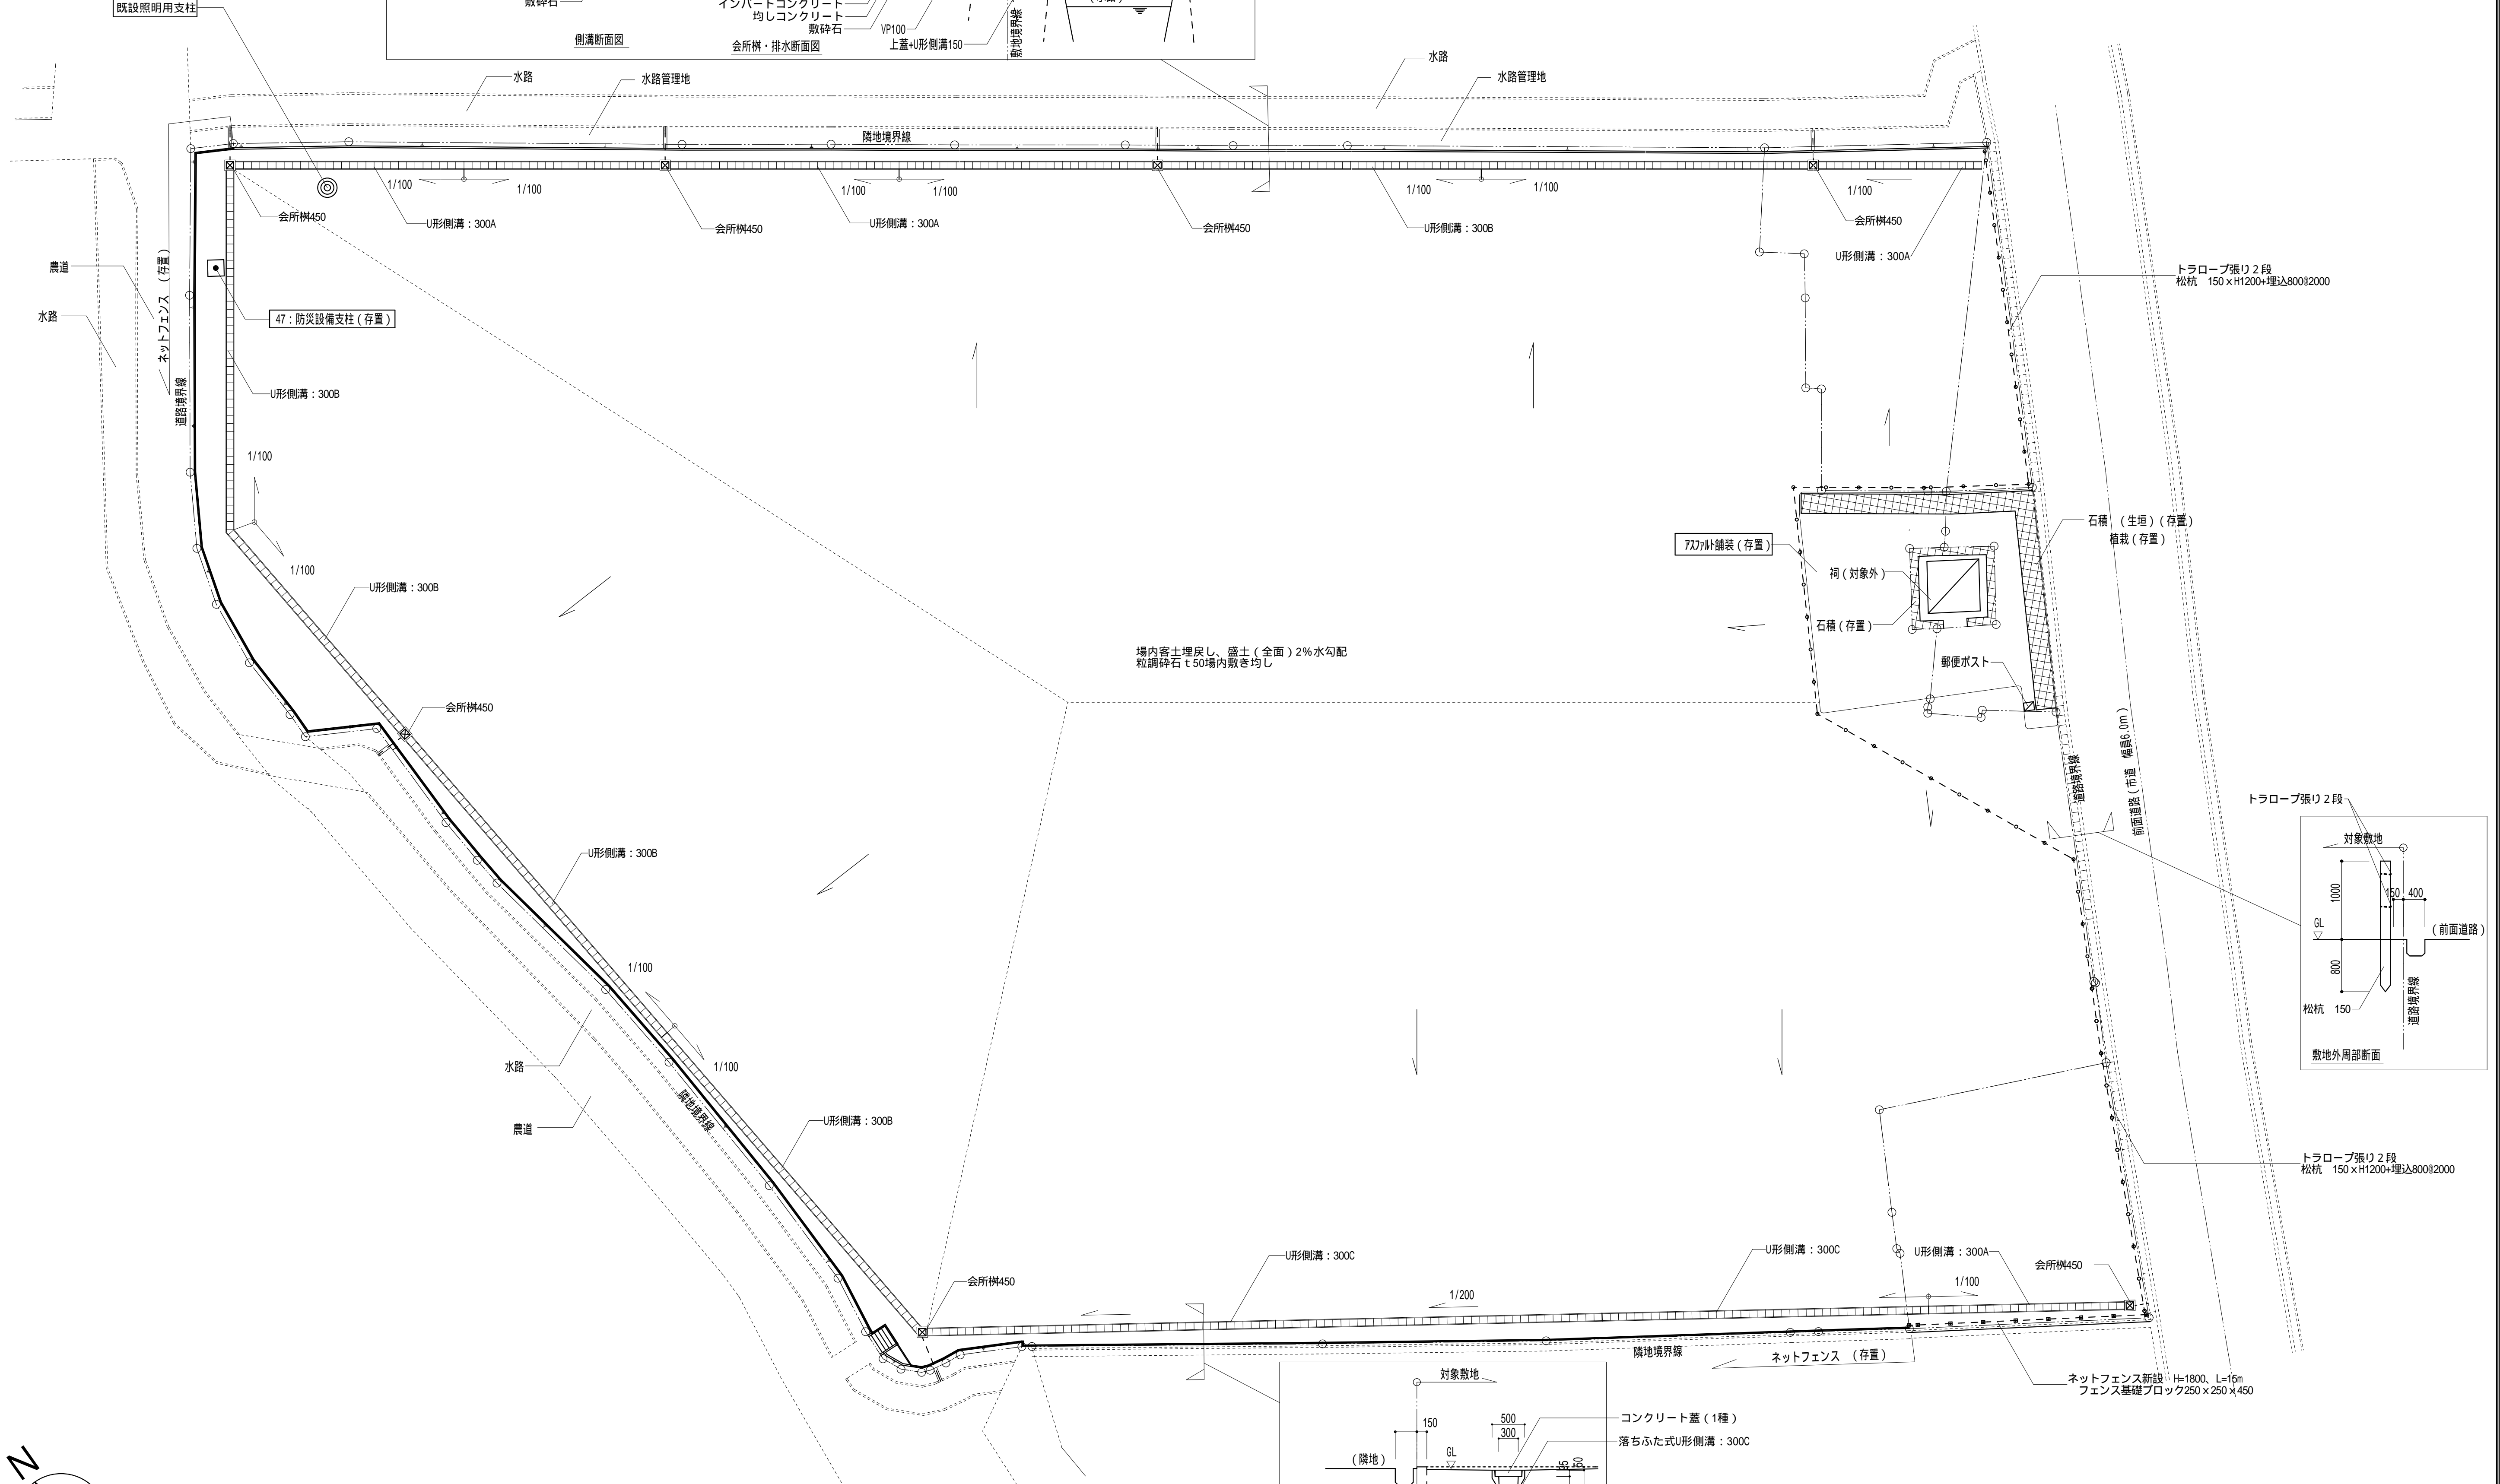 既設照明用支柱
敷砕石
インバートコンクリート
均しコンクリート
敷砕石
VP100
上蓋+U形側溝150
敷地境界線
側溝断面図
会所桝・排水断面図
水路
水路管理地
水路
水路管理地
隣地境界線
1/100
1/100
1/100
1/100
1/100
1/100
1/100
会所桝450
U形側溝：300A
会所桝450
U形側溝：300A
会所桝450
U形側溝：300B
会所桝450
U形側溝：300A
農道
水路
ネットフェンス （存置）
道路境界線
47：防災設備支柱（存置）
U形側溝：300B
1/100
1/100
U形側溝：300B
トラロープ張り２段
松杭 150×H1200+埋込800@2000
石積 （生垣）（存置）
植栽（存置）
ｱｽﾌｧﾙﾄ舗装（存置）
祠（対象外）
石積（存置）
郵便ポスト
場内客土埋戻し、盛土（全面）2%水勾配
粒調砕石ｔ50場内敷き均し
会所桝450
U形側溝：300B
1/100
1/100
水路
農道
隣地境界線
U形側溝：300B
道路境界線
前面道路（市道 幅員6.0m）
トラロープ張り２段
対象敷地
1000
150
400
GL
（前面道路）
800
松杭 150
道路境界線
敷地外周部断面
トラロープ張り２段
松杭 150×H1200+埋込800@2000
会所桝450
U形側溝：300C
1/200
U形側溝：300C
U形側溝：300A
1/100
会所桝450
隣地境界線
ネットフェンス （存置）
ネットフェンス新設 H=1800、L=15m
フェンス基礎ブロック250×250×450
対象敷地
150
500
300
コンクリート蓋（1種）
落ちふた式U形側溝：300C
（隣地）
GL
95
60
N